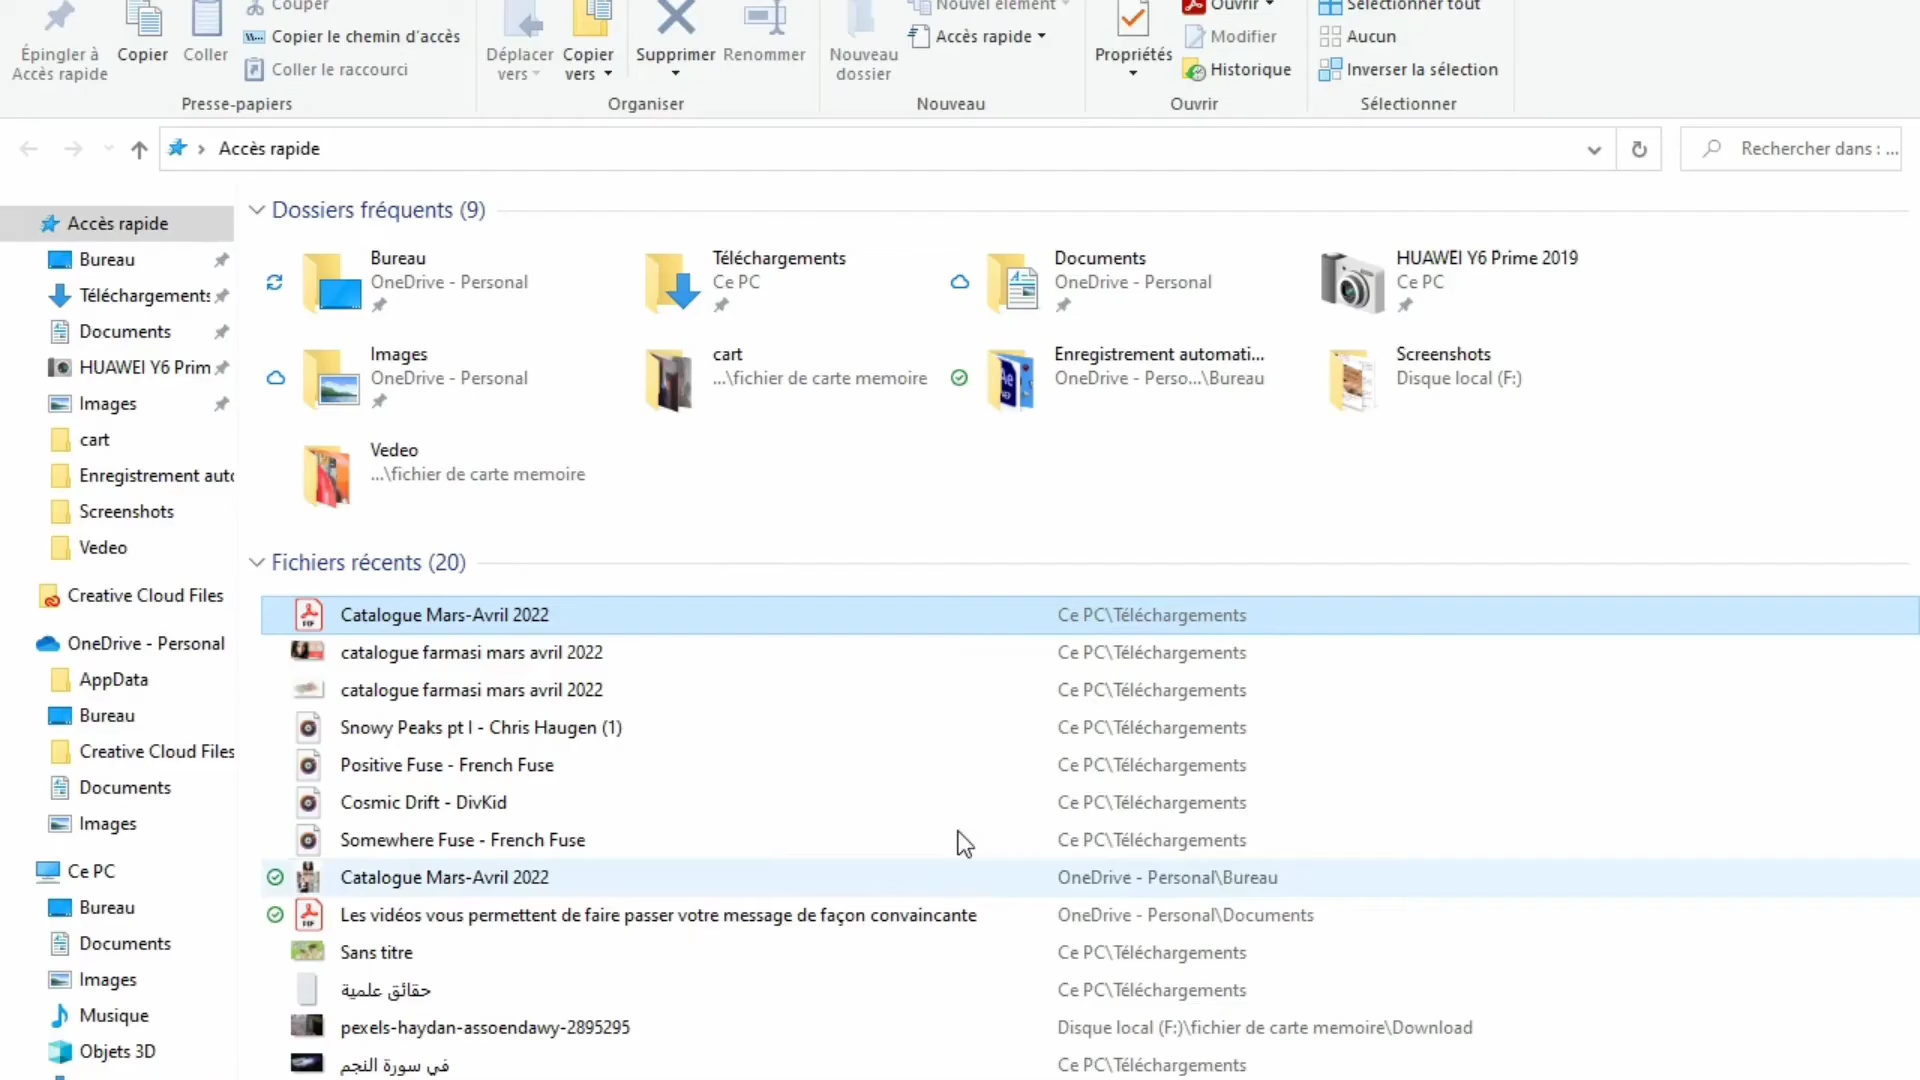 Couper
Nouvel élément
Ouvrir
Sélectionner tout
Copier le chemin d'accès
Accès rapide
Modifier
Aucun
Épingler à
Accès rapide
Copier
Coller
Coller le raccourci
Déplacer
vers
Copier
vers
Supprimer
Renommer
Nouveau
dossier
Propriétés
Historique
Inverser la sélection
Presse-papiers
Organiser
Nouveau
Ouvrir
Sélectionner
Accès rapide
Rechercher dans : ...
Accès rapide
Bureau
Téléchargements
Documents
HUAWEI Y6 Prim
Images
cart
Enregistrement auto
Screenshots
Vedeo
Creative Cloud Files
OneDrive - Personal
AppData
Bureau
Creative Cloud Files
Documents
Images
Ce PC
Bureau
Documents
Images
Musique
Objets 3D
Dossiers fréquents (9)
Bureau
OneDrive - Personal
Téléchargements
Ce PC
Documents
OneDrive - Personal
HUAWEI Y6 Prime 2019
Ce PC
Images
OneDrive - Personal
cart
...\fichier de carte memoire
Enregistrement automati...
OneDrive - Perso...\Bureau
Screenshots
Disque local (F:)
Vedeo
...\fichier de carte memoire
Fichiers récents (20)
Catalogue Mars-Avril 2022 Ce PC\Téléchargements
catalogue farmasi mars avril 2022 Ce PC\Téléchargements
catalogue farmasi mars avril 2022 Ce PC\Téléchargements
Snowy Peaks pt I - Chris Haugen (1) Ce PC\Téléchargements
Positive Fuse - French Fuse Ce PC\Téléchargements
Cosmic Drift - DivKid Ce PC\Téléchargements
Somewhere Fuse - French Fuse Ce PC\Téléchargements
Catalogue Mars-Avril 2022 OneDrive - Personal\Bureau
Les vidéos vous permettent de faire passer votre message de façon convaincante OneDrive - Personal\Documents
Sans titre Ce PC\Téléchargements
حقائق علمية Ce PC\Téléchargements
pexels-haydan-assoendawy-2895295 Disque local (F:)\fichier de carte memoire\Download
في سورة النجم Ce PC\Téléchargements